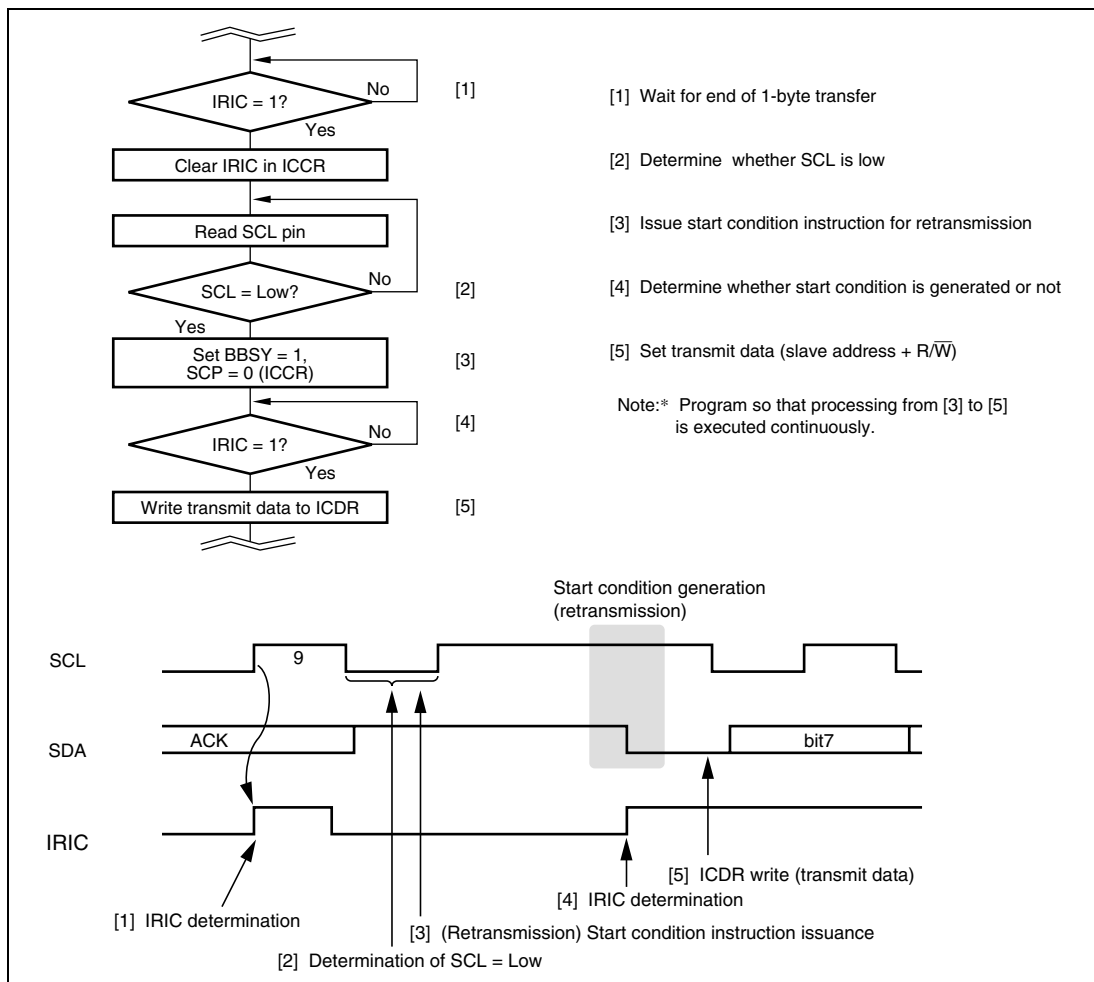 IRIC = 1?
No
[1]
Yes
Clear IRIC in ICCR
Read SCL pin
SCL = Low?
No
[2]
Yes
Set BBSY = 1,
SCP = 0 (ICCR)
[3]
IRIC = 1?
No
[4]
Yes
Write transmit data to ICDR
[5]
[1] Wait for end of 1-byte transfer
[2] Determine whether SCL is low
[3] Issue start condition instruction for retransmission
[4] Determine whether start condition is generated or not
[5] Set transmit data (slave address + R/W̅)
Note:* Program so that processing from [3] to [5]
is executed continuously.
Start condition generation
(retransmission)
SCL
9
SDA
ACK
bit7
IRIC
[5] ICDR write (transmit data)
[4] IRIC determination
[1] IRIC determination
[3] (Retransmission) Start condition instruction issuance
[2] Determination of SCL = Low